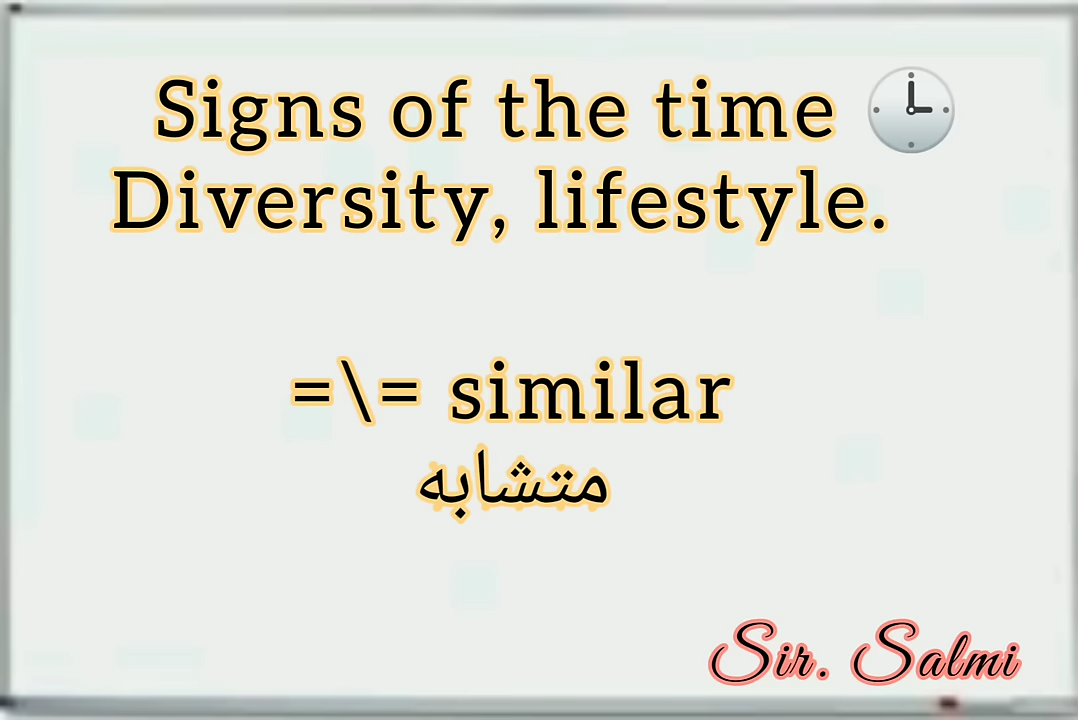 Signs of the time 🕒
Diversity, lifestyle.
=\= similar
متشابه
Sir. Salmi